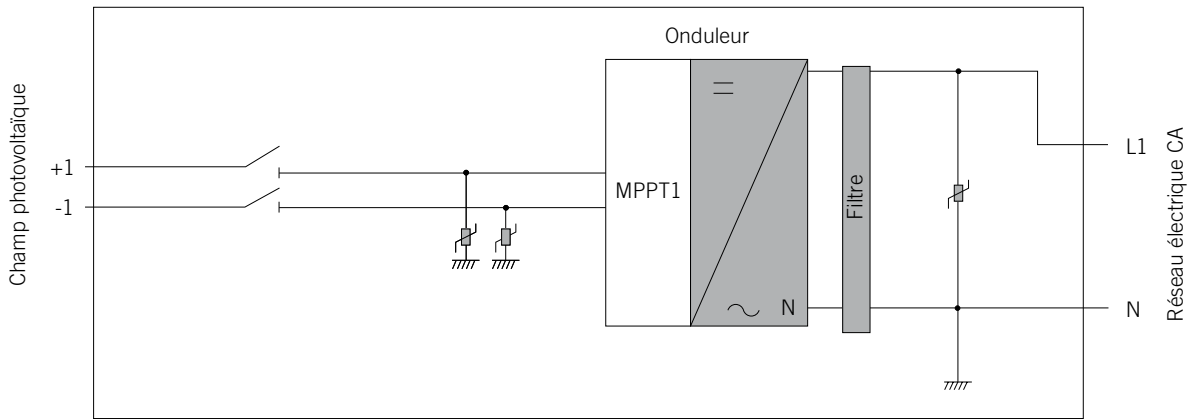 Onduleur
Champ photovoltaïque
+1
-1
MPPT1
N
Filtre
L1
N
Réseau électrique CA